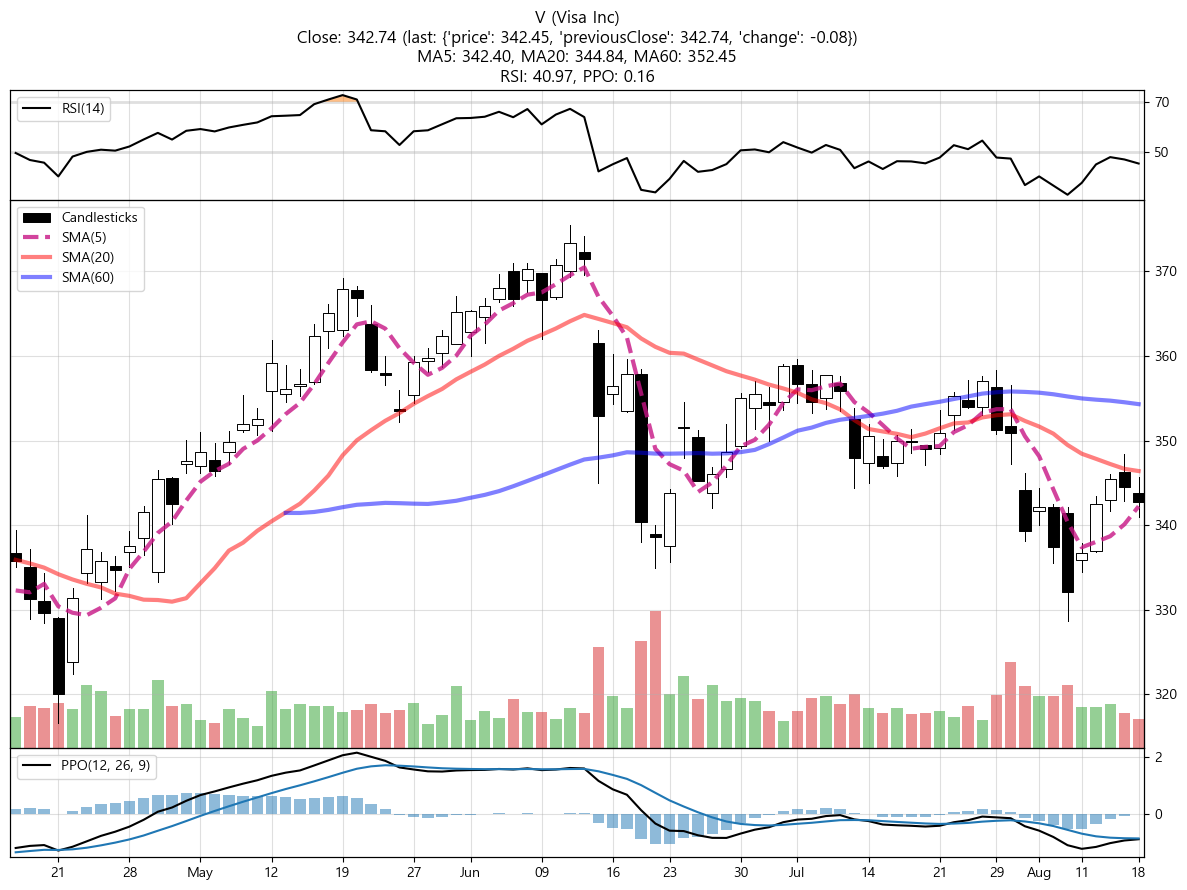 V (Visa Inc)
Close: 342.74 (last: {'price': 342.45, 'previousClose': 342.74, 'change': -0.08})
MA5: 342.40, MA20: 344.84, MA60: 352.45
RSI: 40.97, PPO: 0.16
RSI(14)
70
50
Candlesticks
SMA(5)
SMA(20)
SMA(60)
370
360
350
340
330
320
PPO(12, 26, 9)
2
0
21 28 May 12 19 27 Jun 09 16 23 30 Jul 14 21 29 Aug 11 18